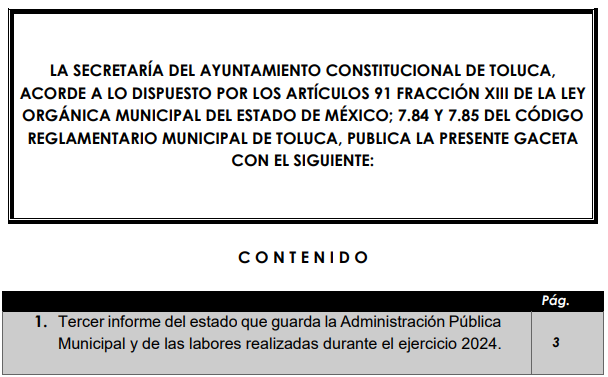 LA SECRETARÍA DEL AYUNTAMIENTO CONSTITUCIONAL DE TOLUCA,
ACORDE A LO DISPUESTO POR LOS ARTÍCULOS 91 FRACCIÓN XIII DE LA LEY
ORGÁNICA MUNICIPAL DEL ESTADO DE MÉXICO; 7.84 Y 7.85 DEL CÓDIGO
REGLAMENTARIO MUNICIPAL DE TOLUCA, PUBLICA LA PRESENTE GACETA
CON EL SIGUIENTE:
C O N T E N I D O
Pág.
1. Tercer informe del estado que guarda la Administración Pública
Municipal y de las labores realizadas durante el ejercicio 2024.
3